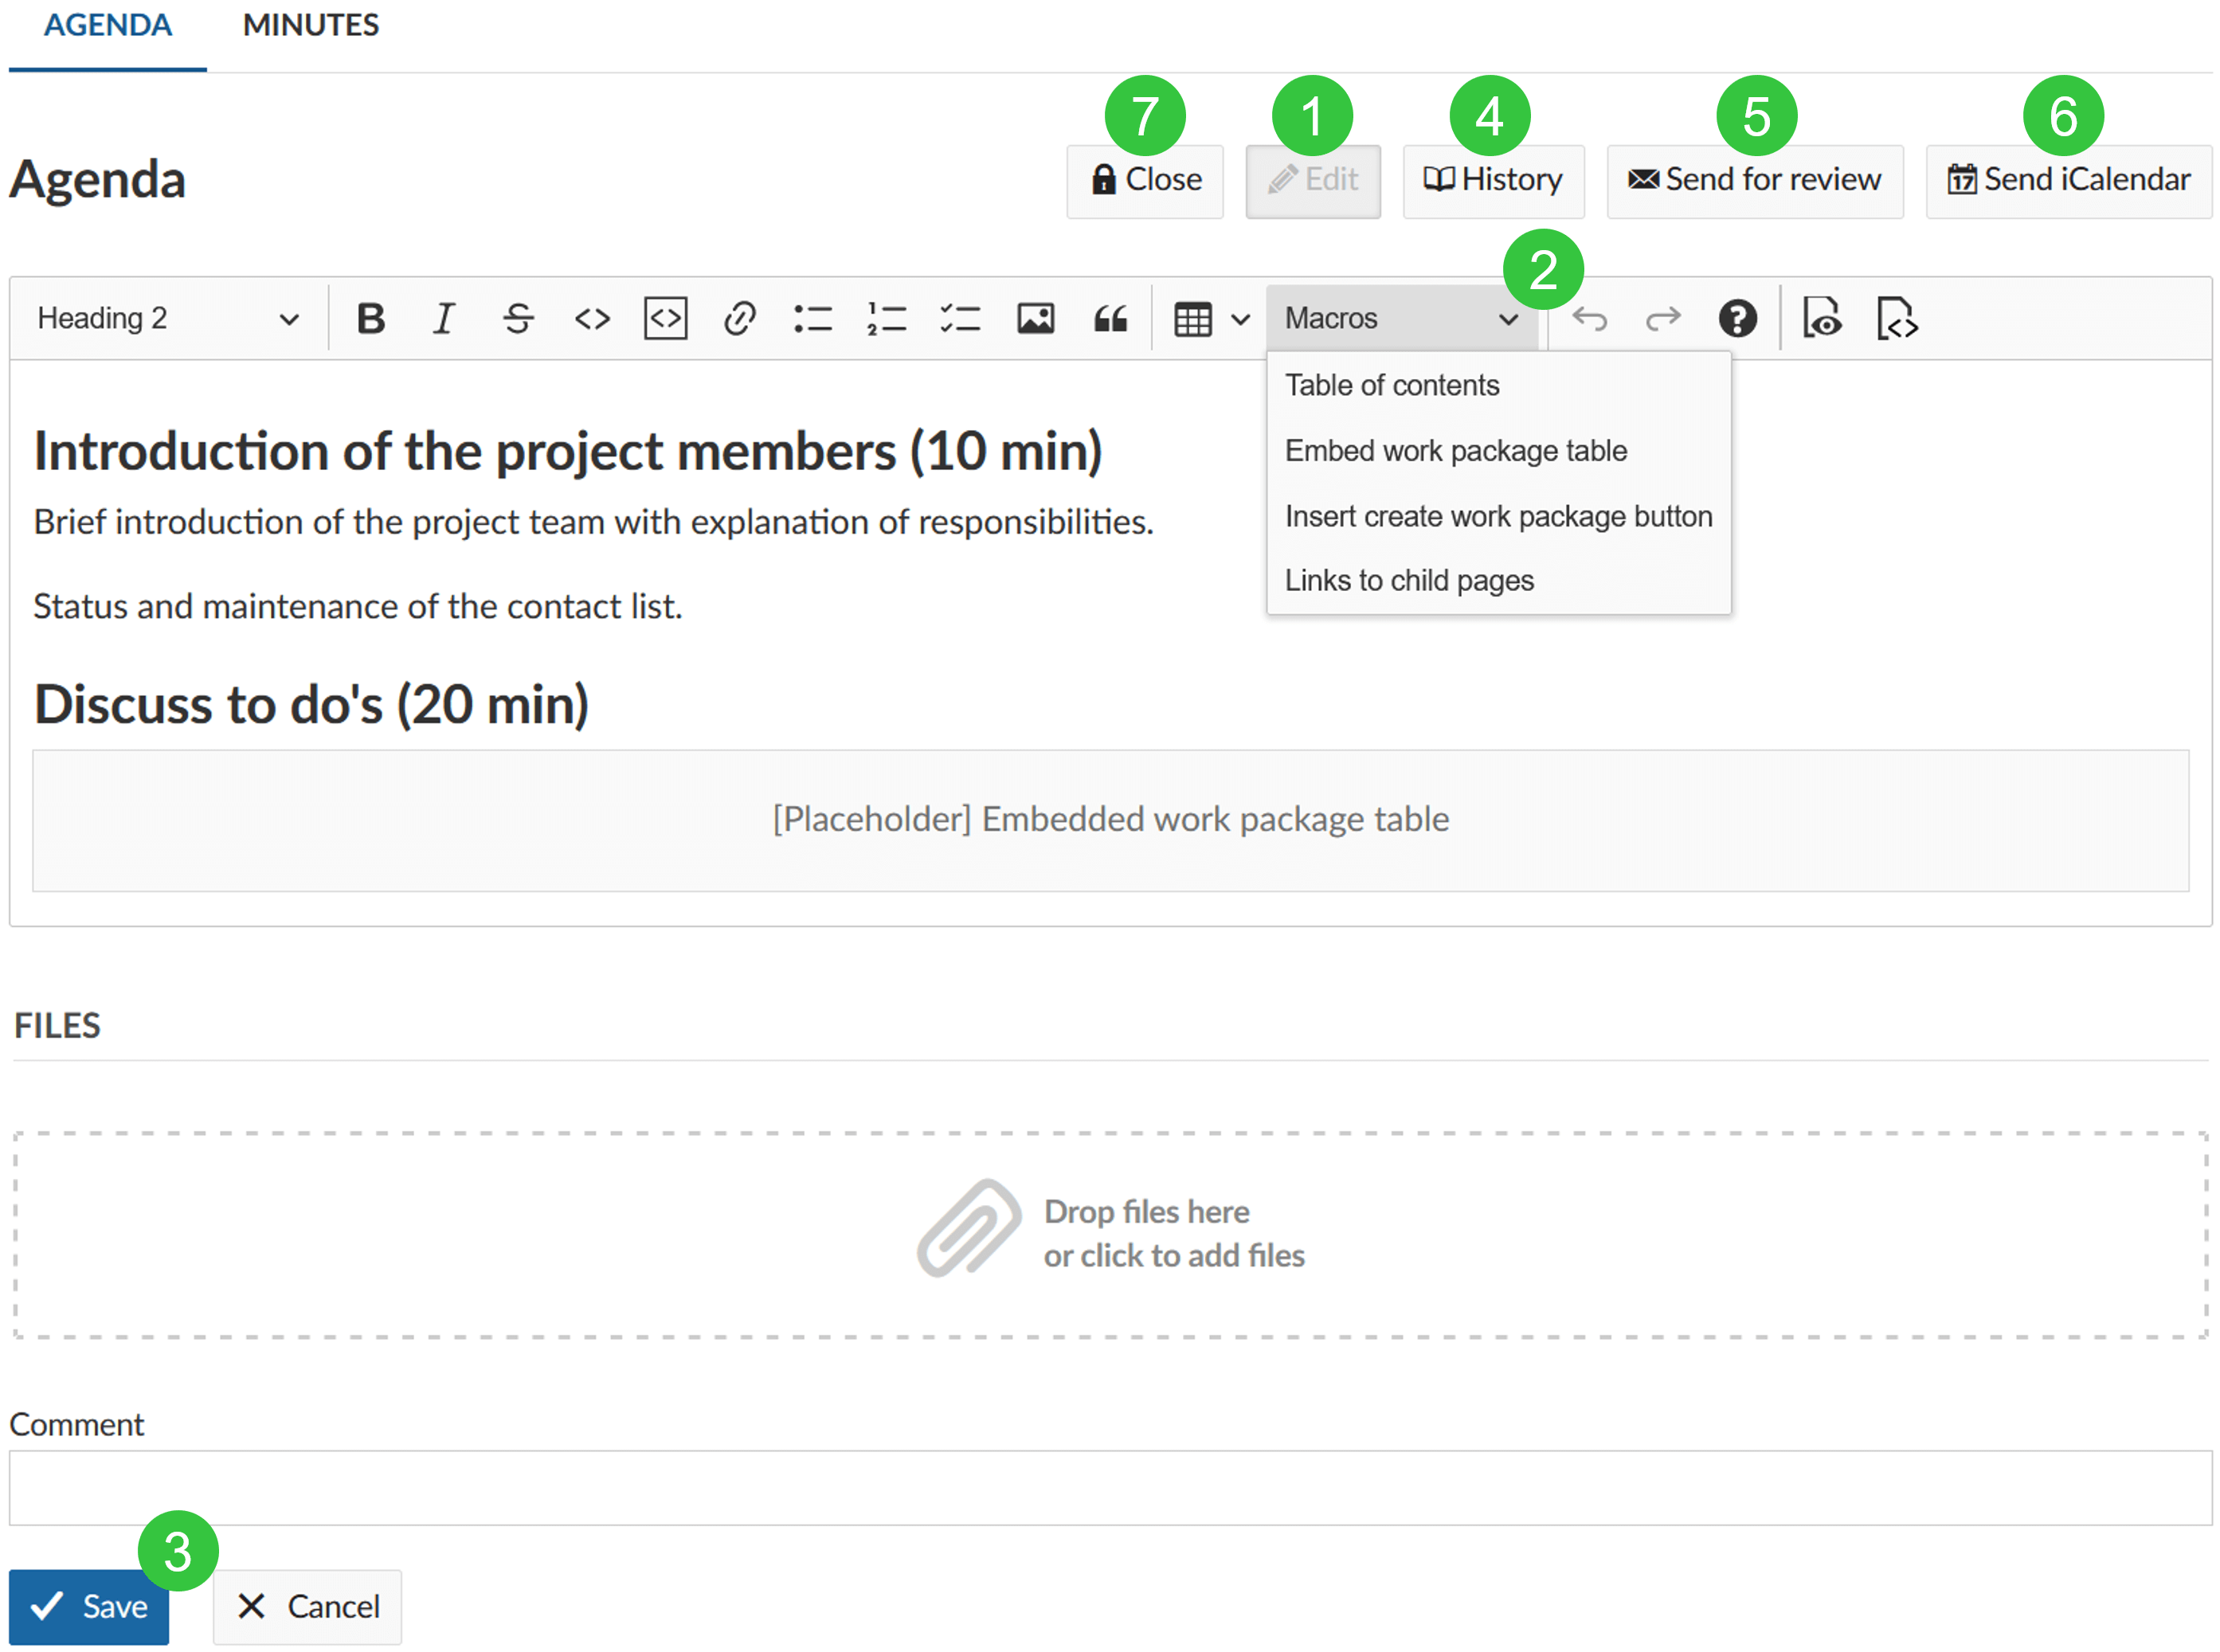 AGENDA MINUTES
7 1 4 5 6
Agenda
Close Edit History Send for review 17 Send iCalendar
2
Heading 2 B I S Macros ?
Table of contents
Embed work package table
Insert create work package button
Links to child pages
Introduction of the project members (10 min)
Brief introduction of the project team with explanation of responsibilities.
Status and maintenance of the contact list.
Discuss to do's (20 min)
[Placeholder] Embedded work package table
FILES
Drop files here
or click to add files
Comment
3
Save Cancel